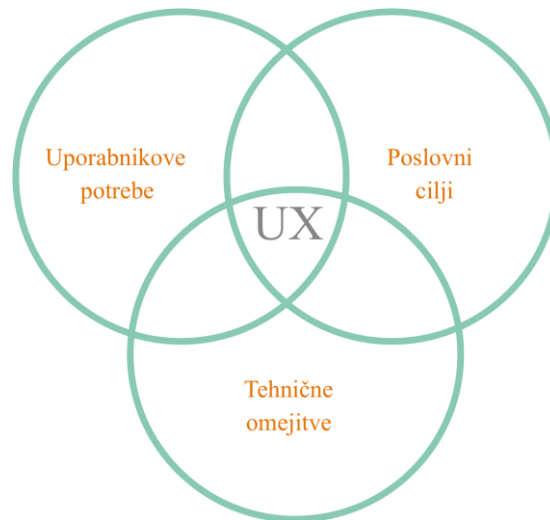 Uporabnikove
potrebe
Poslovni
cilji
UX
Tehnične
omejitve